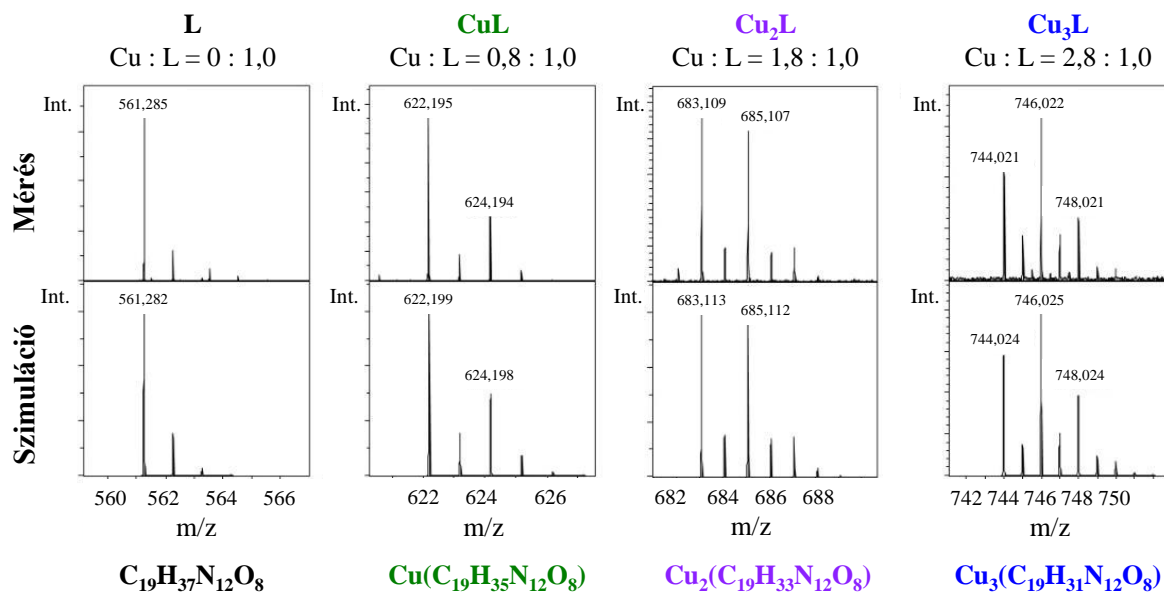 L CuL Cu₂L Cu₃L
Cu : L = 0 : 1,0 Cu : L = 0,8 : 1,0 Cu : L = 1,8 : 1,0 Cu : L = 2,8 : 1,0
Mérés
Int. 561,285
Int. 622,195 624,194
Int. 683,109 685,107
Int. 744,021 746,022 748,021
Szimuláció
Int. 561,282
Int. 622,199 624,198
Int. 683,113 685,112
Int. 744,024 746,025 748,024
560 562 564 566 622 624 626 682 684 686 688 742 744 746 748 750
m/z m/z m/z m/z
C₁₉H₃₇N₁₂O₈ Cu(C₁₉H₃₅N₁₂O₈) Cu₂(C₁₉H₃₃N₁₂O₈) Cu₃(C₁₉H₃₁N₁₂O₈)